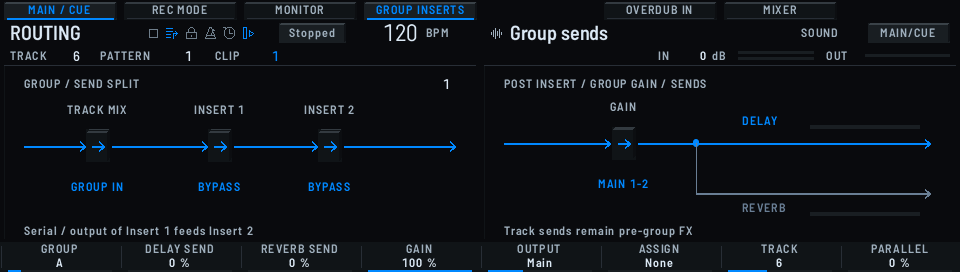 MAIN / CUE REC MODE MONITOR GROUP INSERTS OVERDUB IN MIXER
ROUTING Stopped 120 BPM Group sends SOUND MAIN/CUE
TRACK 6 PATTERN 1 CLIP 1 IN 0 dB OUT
GROUP / SEND SPLIT 1 POST INSERT / GROUP GAIN / SENDS
TRACK MIX INSERT 1 INSERT 2 GAIN
DELAY
GROUP IN BYPASS BYPASS MAIN 1-2
REVERB
Serial / output of Insert 1 feeds Insert 2 Track sends remain pre-group FX
GROUP DELAY SEND REVERB SEND GAIN OUTPUT ASSIGN TRACK PARALLEL
A 0 % 0 % 100 % Main None 6 0 %